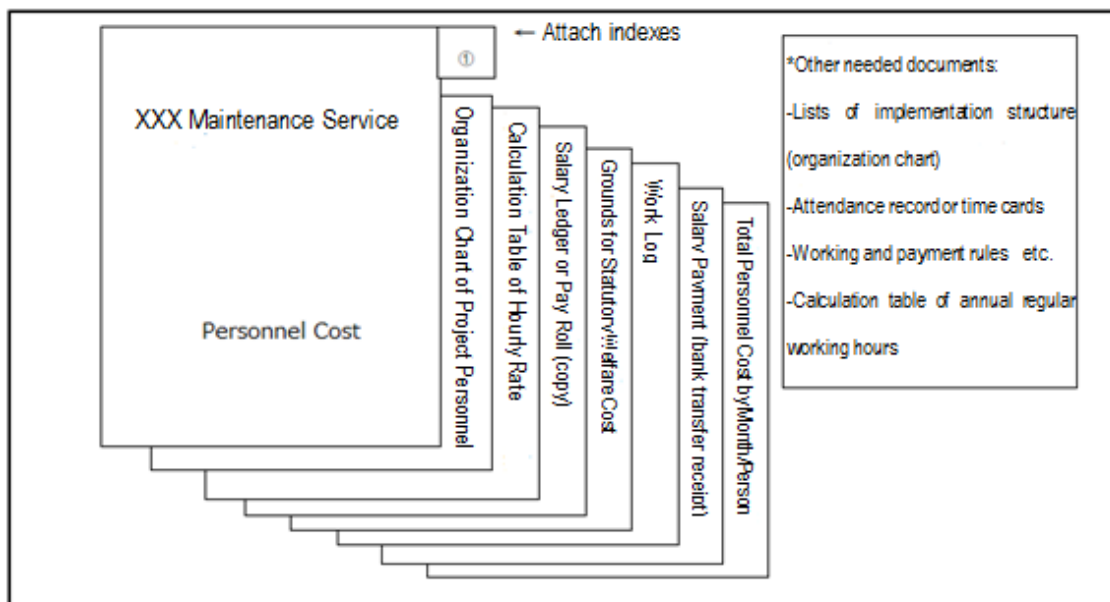 ← Attach indexes
①
XXX Maintenance Service
Personnel Cost
Organization Chart of Project Personnel
Calculation Table of Hourly Rate
Salary Ledger or Pay Roll (copy)
Grounds for Statutory Welfare Cost
Work Log
Salary Payment (bank transfer receipt)
Total Personnel Cost by Month/Person
*Other needed documents:
-Lists of implementation structure
(organization chart)
-Attendance record or time cards
-Working and payment rules etc.
-Calculation table of annual regular
working hours